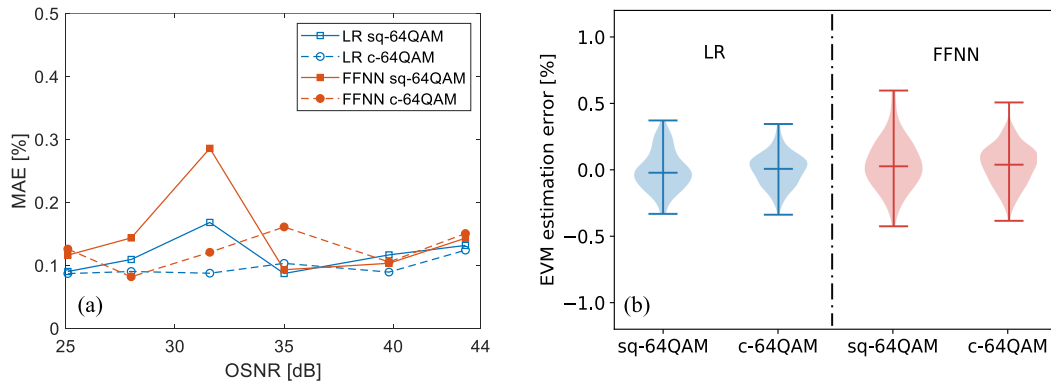 MAE [%]
0.5
0.4
0.3
0.2
0.1
0
25
30
35
40
44
OSNR [dB]
(a)
LR sq-64QAM
LR c-64QAM
FFNN sq-64QAM
FFNN c-64QAM
EVM estimation error [%]
1.0
0.5
0.0
−0.5
−1.0
LR
FFNN
(b)
sq-64QAM
c-64QAM
sq-64QAM
c-64QAM